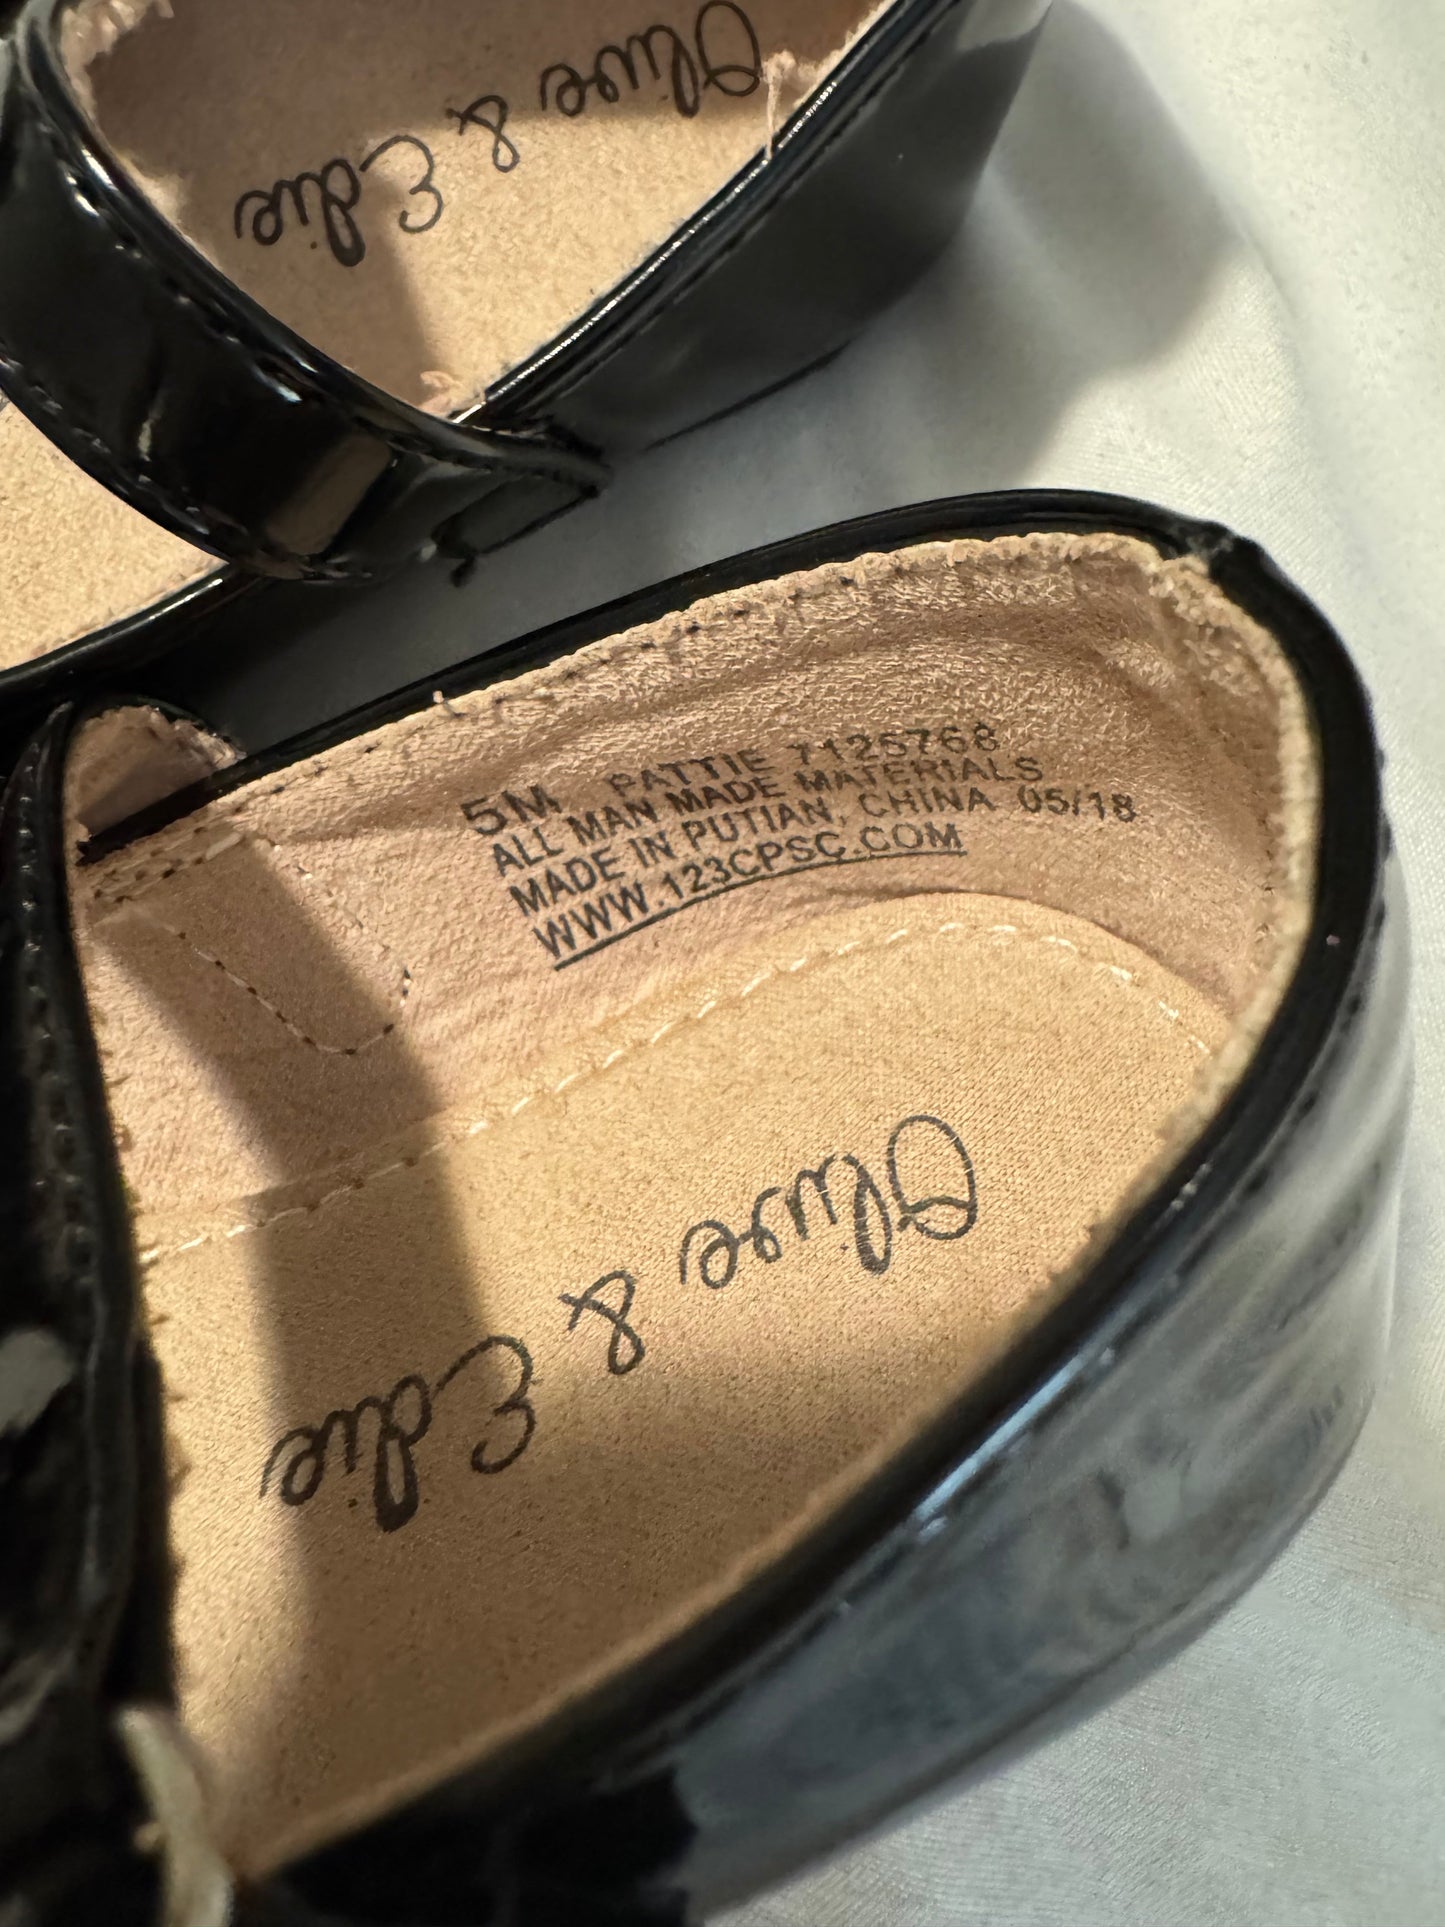 Olive & Edie
5M PATTIE 7125768
ALL MAN MADE MATERIALS
MADE IN PUTIAN, CHINA 05/18
WWW.123CPSC.COM
Olive & Edie